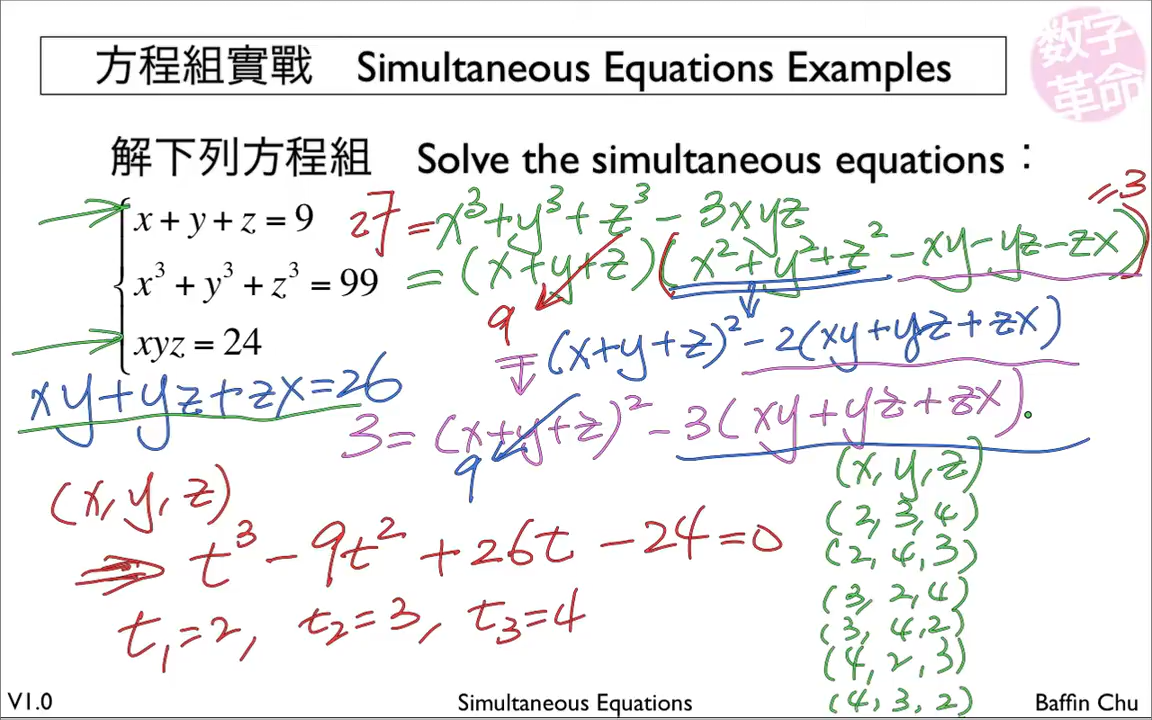 方程組實戰 Simultaneous Equations Examples
数字
革命
解下列方程組 Solve the simultaneous equations：
x + y + z = 9
x³ + y³ + z³ = 99
xyz = 24
27 = x³ + y³ + z³ - 3xyz
= 3
= (x+y+z)(x² + y² + z² - xy - yz - zx)
9
(x+y+z)² - 2(xy + yz + zx)
xy + yz + zx = 26
3 = (x+y+z)² - 3(xy + yz + zx)
9
(x, y, z)
t³ - 9t² + 26t - 24 = 0
t₁ = 2, t₂ = 3, t₃ = 4
(x, y, z)
(2, 3, 4)
(2, 4, 3)
(3, 2, 4)
(3, 4, 2)
(4, 2, 3)
(4, 3, 2)
V1.0 Simultaneous Equations Baffin Chu